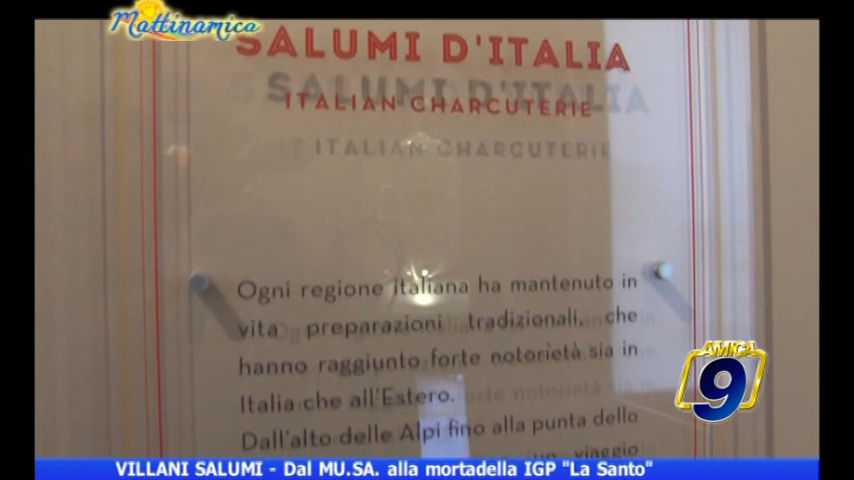 Mattinamica
SALUMI D'ITALIA
ITALIAN CHARCUTERIE
Ogni regione italiana ha mantenuto in
vita preparazioni tradizionali, che
hanno raggiunto forte notorietà sia in
Italia che all'Estero.
Dall'alto delle Alpi fino alla punta dello
un viaggio
AMICA
9
VILLANI SALUMI - Dal MU.SA. alla mortadella IGP "La Santo"